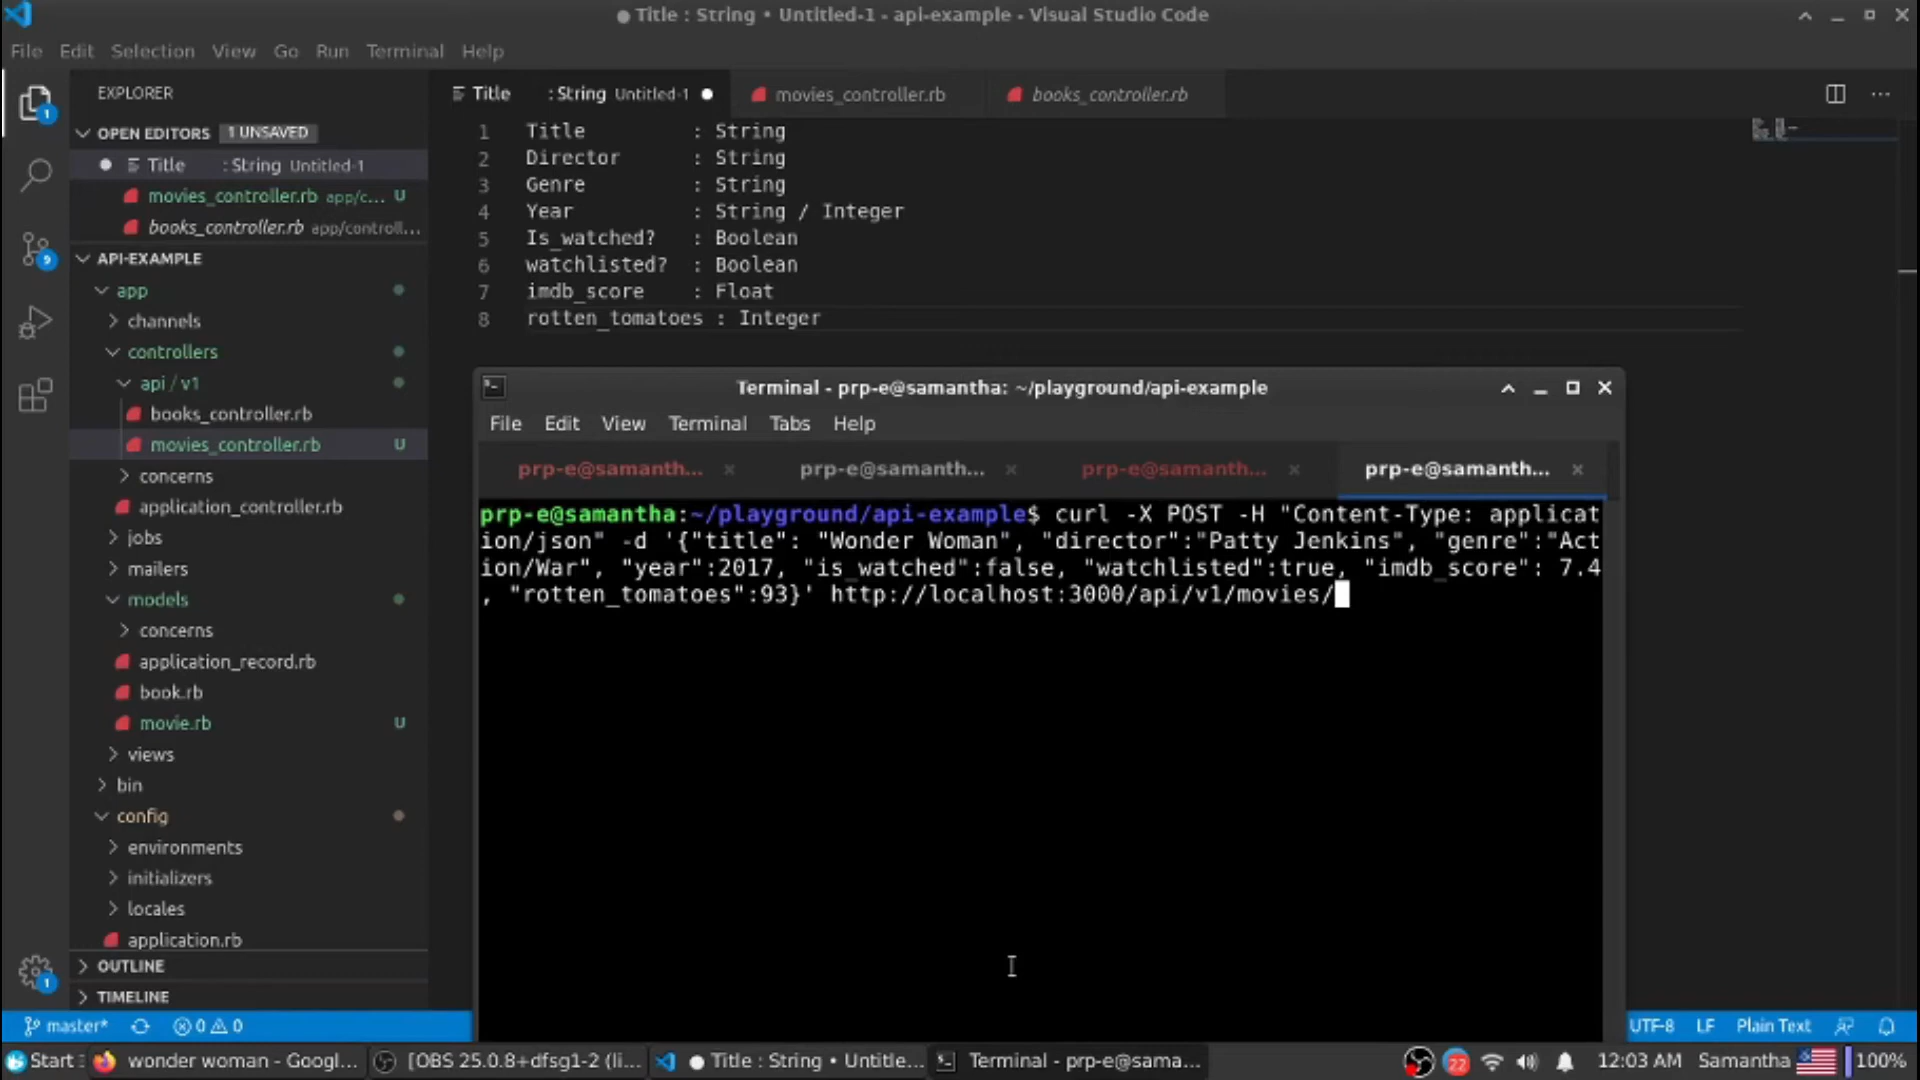 ● Title : String • Untitled-1 - api-example - Visual Studio Code
File Edit Selection View Go Run Terminal Help
EXPLORER
OPEN EDITORS 1 UNSAVED
Title : String Untitled-1
movies_controller.rb app/c... U
books_controller.rb app/controll...
API-EXAMPLE
app
channels
controllers
api / v1
books_controller.rb
movies_controller.rb U
concerns
application_controller.rb
jobs
mailers
models
concerns
application_record.rb
book.rb
movie.rb U
views
bin
config
environments
initializers
locales
application.rb
OUTLINE
TIMELINE
1
9
1
Title : String Untitled-1 ●
movies_controller.rb
books_controller.rb
1 Title : String
2 Director : String
3 Genre : String
4 Year : String / Integer
5 Is_watched? : Boolean
6 watchlisted? : Boolean
7 imdb_score : Float
8 rotten_tomatoes : Integer
Terminal - prp-e@samantha: ~/playground/api-example
File Edit View Terminal Tabs Help
prp-e@samanth... × prp-e@samanth... × prp-e@samanth... × prp-e@samanth... ×
prp-e@samantha:~/playground/api-example$ curl -X POST -H "Content-Type: applicat
ion/json" -d '{"title": "Wonder Woman", "director":"Patty Jenkins", "genre":"Act
ion/War", "year":2017, "is_watched":false, "watchlisted":true, "imdb_score": 7.4
, "rotten_tomatoes":93}' http://localhost:3000/api/v1/movies/
master* 0 0
UTF-8 LF Plain Text
Start wonder woman - Googl... [OBS 25.0.8+dfsg1-2 (li... ● Title : String • Untitle... Terminal - prp-e@sama... 22 12:03 AM Samantha 100%